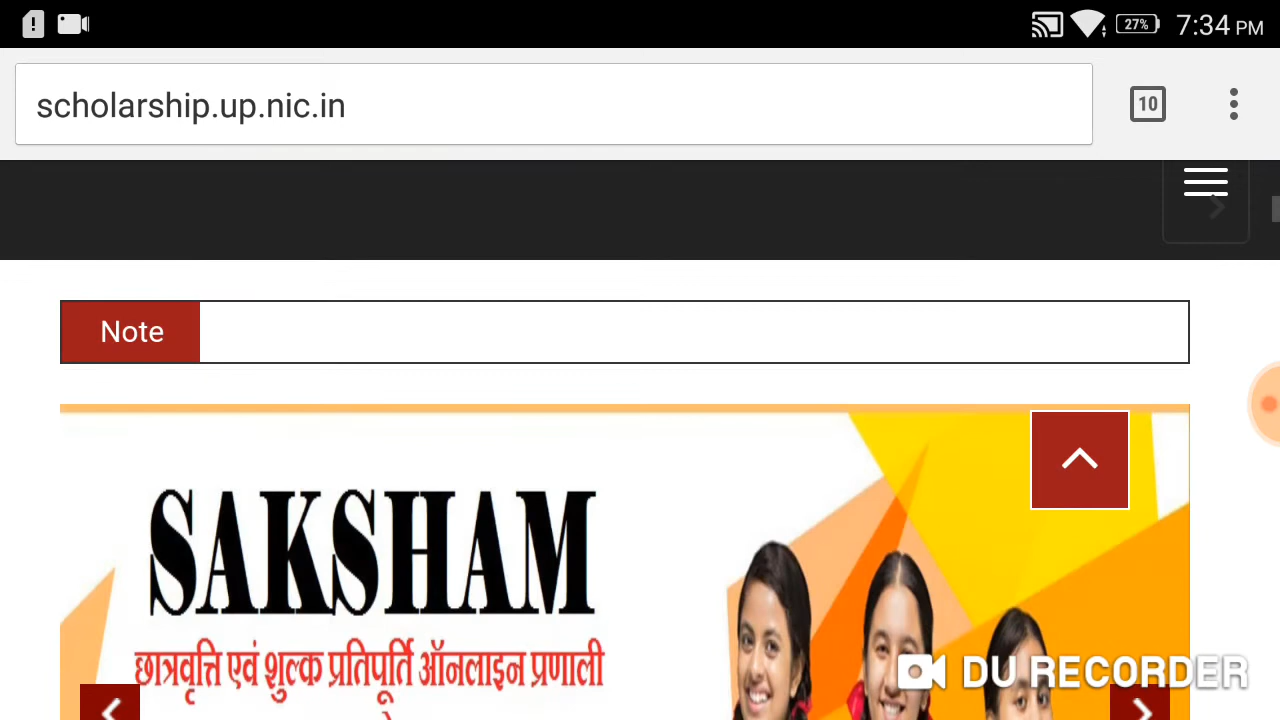 27% 7:34 PM
scholarship.up.nic.in
10
Note
SAKSHAM
छात्रवृत्ति एवं शुल्क प्रतिपूर्ति ऑनलाइन प्रणाली
DU RECORDER